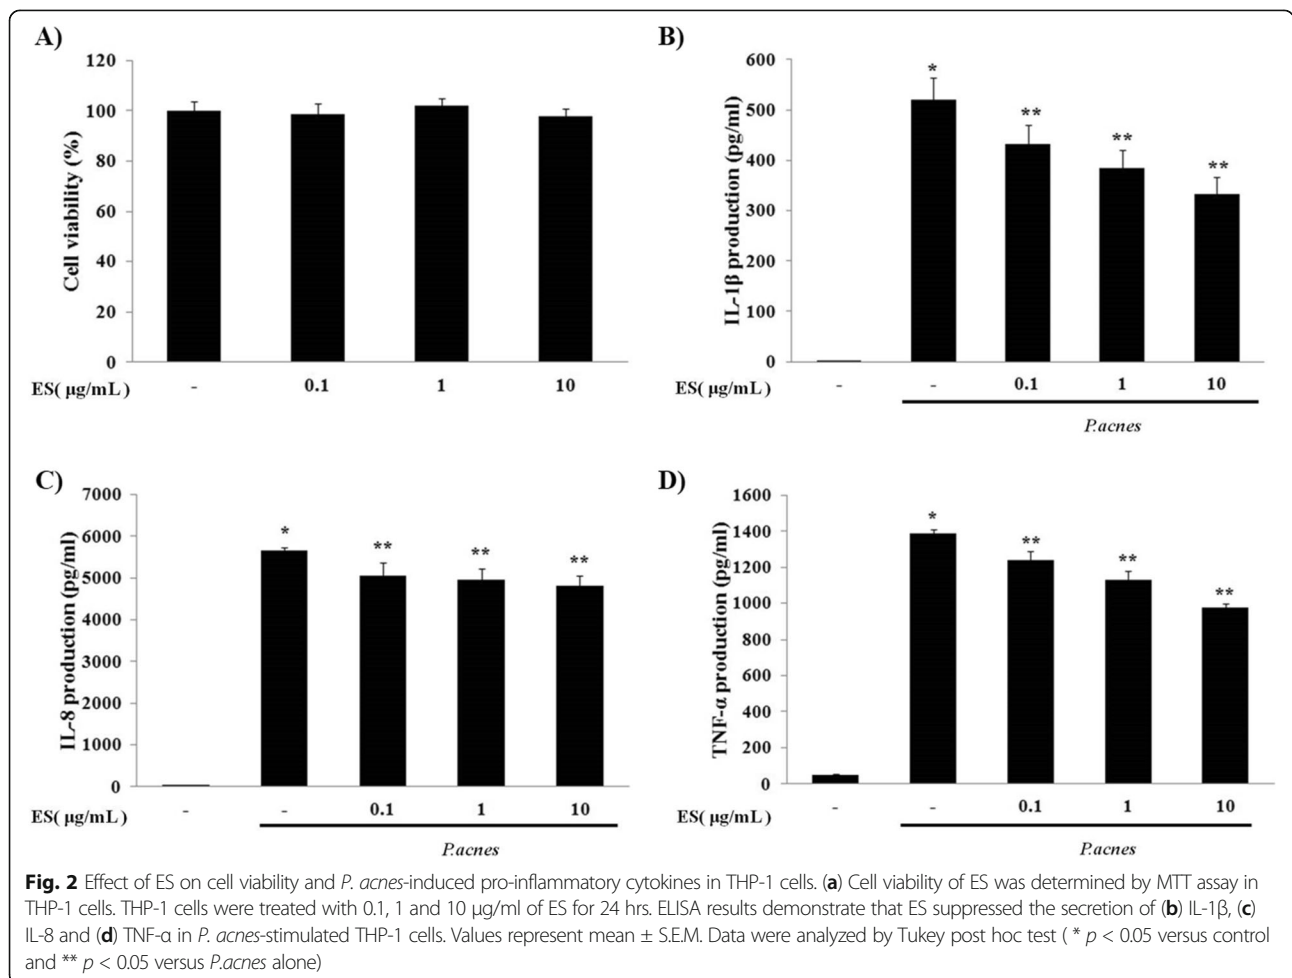 A)
120
100
80
60
40
20
0
Cell viability (%)
ES( μg/mL )
- 0.1 1 10
B)
600
500
400
300
200
100
0
IL-1β production (pg/ml)
* ** ** **
ES( μg/mL )
- - 0.1 1 10
P.acnes
C)
7000
6000
5000
4000
3000
2000
1000
0
IL-8 production (pg/ml)
* ** ** **
ES( μg/mL )
- - 0.1 1 10
P.acnes
D)
1600
1400
1200
1000
800
600
400
200
0
TNF-α production (pg/ml)
* ** ** **
ES( μg/mL )
- - 0.1 1 10
P.acnes
Fig. 2 Effect of ES on cell viability and P. acnes-induced pro-inflammatory cytokines in THP-1 cells. (a) Cell viability of ES was determined by MTT assay in
THP-1 cells. THP-1 cells were treated with 0.1, 1 and 10 μg/ml of ES for 24 hrs. ELISA results demonstrate that ES suppressed the secretion of (b) IL-1β, (c)
IL-8 and (d) TNF-α in P. acnes-stimulated THP-1 cells. Values represent mean ± S.E.M. Data were analyzed by Tukey post hoc test ( * p < 0.05 versus control
and ** p < 0.05 versus P.acnes alone)